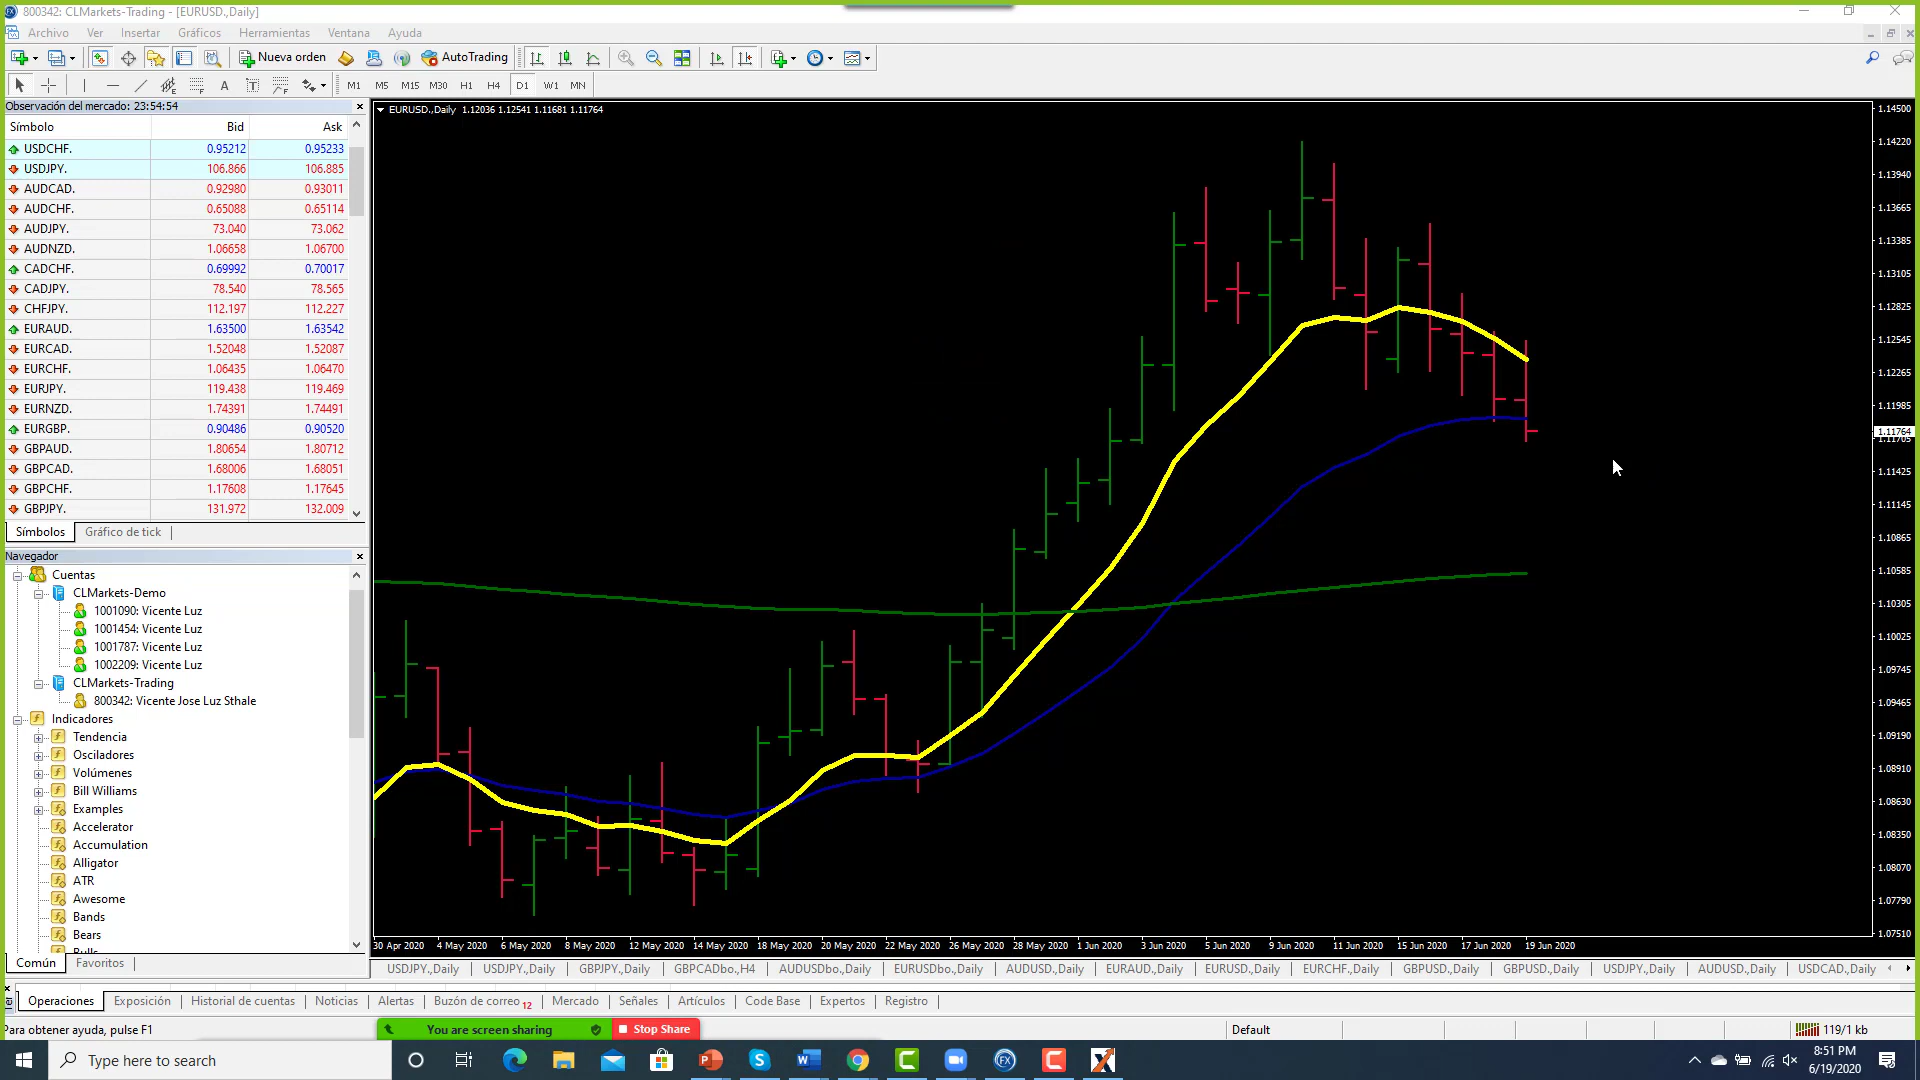 800342: CLMarkets-Trading - [EURUSD.,Daily]
Archivo Ver Insertar Gráficos Herramientas Ventana Ayuda
Nueva orden AutoTrading
A T M1 M5 M15 M30 H1 H4 D1 W1 MN
Observación del mercado: 23:54:54
Símbolo Bid Ask
USDCHF. 0.95212 0.95233
USDJPY. 106.866 106.885
AUDCAD. 0.92980 0.93011
AUDCHF. 0.65088 0.65114
AUDJPY. 73.040 73.062
AUDNZD. 1.06658 1.06700
CADCHF. 0.69992 0.70017
CADJPY. 78.540 78.565
CHFJPY. 112.197 112.227
EURAUD. 1.63500 1.63542
EURCAD. 1.52048 1.52087
EURCHF. 1.06435 1.06470
EURJPY. 119.438 119.469
EURNZD. 1.74391 1.74491
EURGBP. 0.90486 0.90520
GBPAUD. 1.80654 1.80712
GBPCAD. 1.68006 1.68051
GBPCHF. 1.17608 1.17645
GBPJPY. 131.972 132.009
Símbolos Gráfico de tick
Navegador
Cuentas
CLMarkets-Demo
1001090: Vicente Luz
1001454: Vicente Luz
1001787: Vicente Luz
1002209: Vicente Luz
CLMarkets-Trading
800342: Vicente Jose Luz Sthale
Indicadores
Tendencia
Osciladores
Volúmenes
Bill Williams
Examples
Accelerator
Accumulation
Alligator
ATR
Awesome
Bands
Bears
Común Favoritos
EURUSD.,Daily 1.12036 1.12541 1.11681 1.11764
1.14500
1.14220
1.13940
1.13665
1.13385
1.13105
1.12825
1.12545
1.12265
1.11985
1.11764
1.11705
1.11425
1.11145
1.10865
1.10585
1.10305
1.10025
1.09745
1.09465
1.09190
1.08910
1.08630
1.08350
1.08070
1.07790
1.07510
30 Apr 2020 4 May 2020 6 May 2020 8 May 2020 12 May 2020 14 May 2020 18 May 2020 20 May 2020 22 May 2020 26 May 2020 28 May 2020 1 Jun 2020 3 Jun 2020 5 Jun 2020 9 Jun 2020 11 Jun 2020 15 Jun 2020 17 Jun 2020 19 Jun 2020
USDJPY.,Daily USDJPY.,Daily GBPJPY.,Daily GBPCADbo.,H4 AUDUSDbo.,Daily EURUSDbo.,Daily AUDUSD.,Daily EURAUD.,Daily EURUSD.,Daily EURCHF.,Daily GBPUSD.,Daily GBPUSD.,Daily USDJPY.,Daily AUDUSD.,Daily USDCAD.,Daily
Operaciones Exposición Historial de cuentas Noticias Alertas Buzón de correo 12 Mercado Señales Artículos Code Base Expertos Registro
Para obtener ayuda, pulse F1 You are screen sharing Stop Share Default 119/1 kb
Type here to search
8:51 PM
6/19/2020